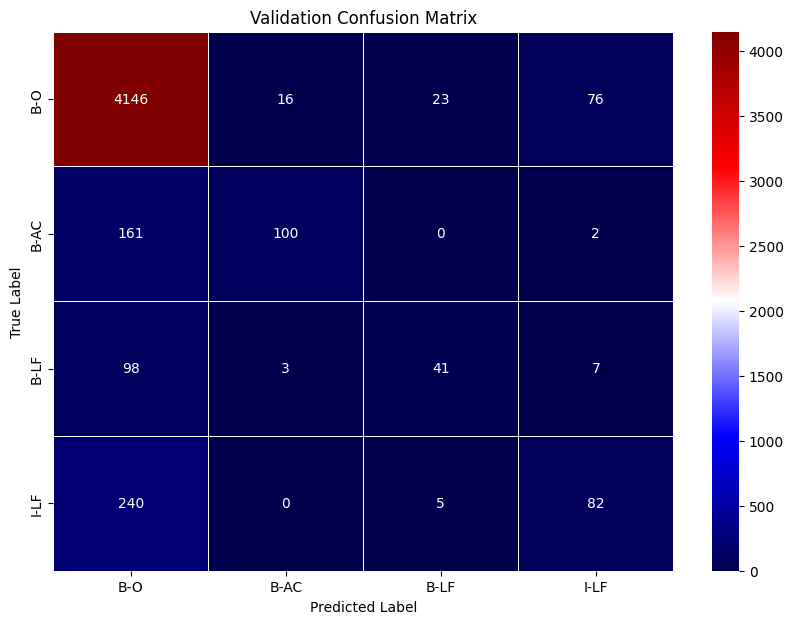 Validation Confusion Matrix
True Label
B-O 4146 16 23 76
B-AC 161 100 0 2
B-LF 98 3 41 7
I-LF 240 0 5 82
B-O B-AC B-LF I-LF
Predicted Label
4000
3500
3000
2500
2000
1500
1000
500
0